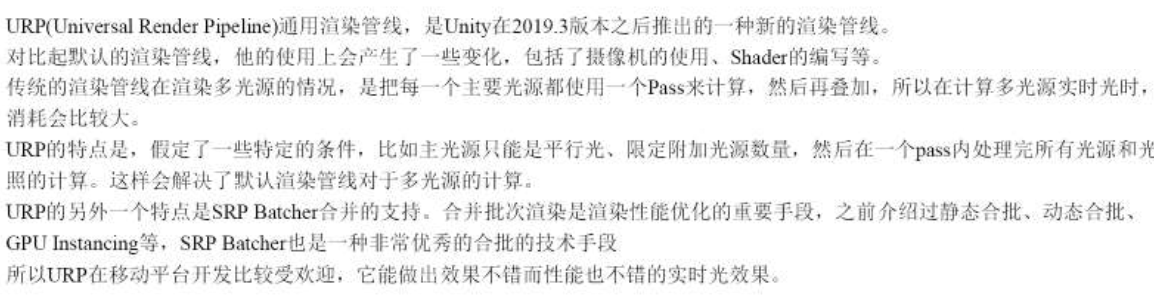 URP(Universal Render Pipeline)通用渲染管线，是Unity在2019.3版本之后推出的一种新的渲染管线。
对比起默认的渲染管线，他的使用上会产生了一些变化，包括了摄像机的使用、Shader的编写等。
传统的渲染管线在渲染多光源的情况，是把每一个主要光源都使用一个Pass来计算，然后再叠加，所以在计算多光源实时光时，
消耗会比较大。
URP的特点是，假定了一些特定的条件，比如主光源只能是平行光、限定附加光源数量，然后在一个pass内处理完所有光源和光
照的计算。这样会解决了默认渲染管线对于多光源的计算。
URP的另外一个特点是SRP Batcher合并的支持。合并批次渲染是渲染性能优化的重要手段，之前介绍过静态合批、动态合批、
GPU Instancing等，SRP Batcher也是一种非常优秀的合批的技术手段
所以URP在移动平台开发比较受欢迎，它能做出效果不错而性能也不错的实时光效果。